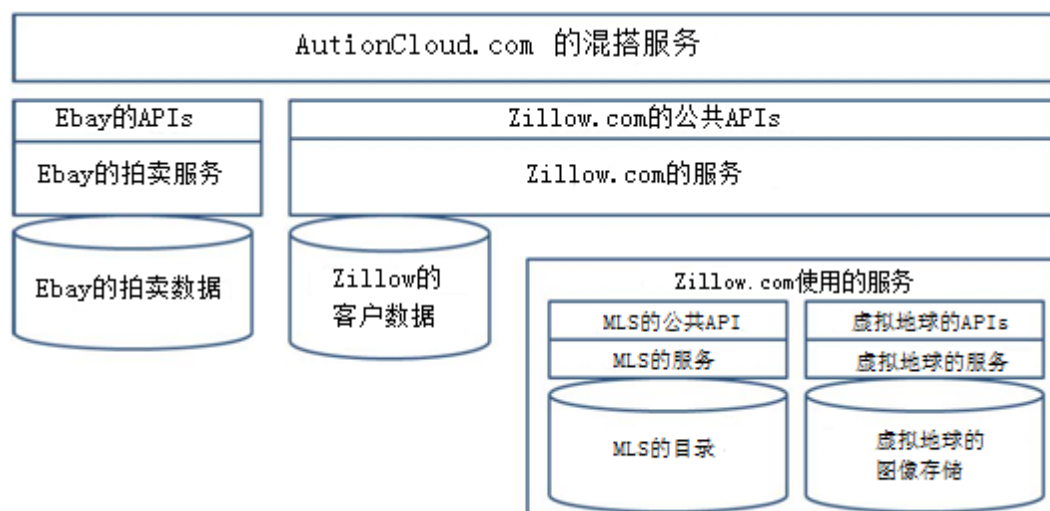 AutionCloud.com 的混搭服务
Ebay的APIs
Ebay的拍卖服务
Ebay的拍卖数据
Zillow.com的公共APIs
Zillow.com的服务
Zillow的
客户数据
Zillow.com使用的服务
MLS的公共API
MLS的服务
MLS的目录
虚拟地球的APIs
虚拟地球的服务
虚拟地球的
图像存储